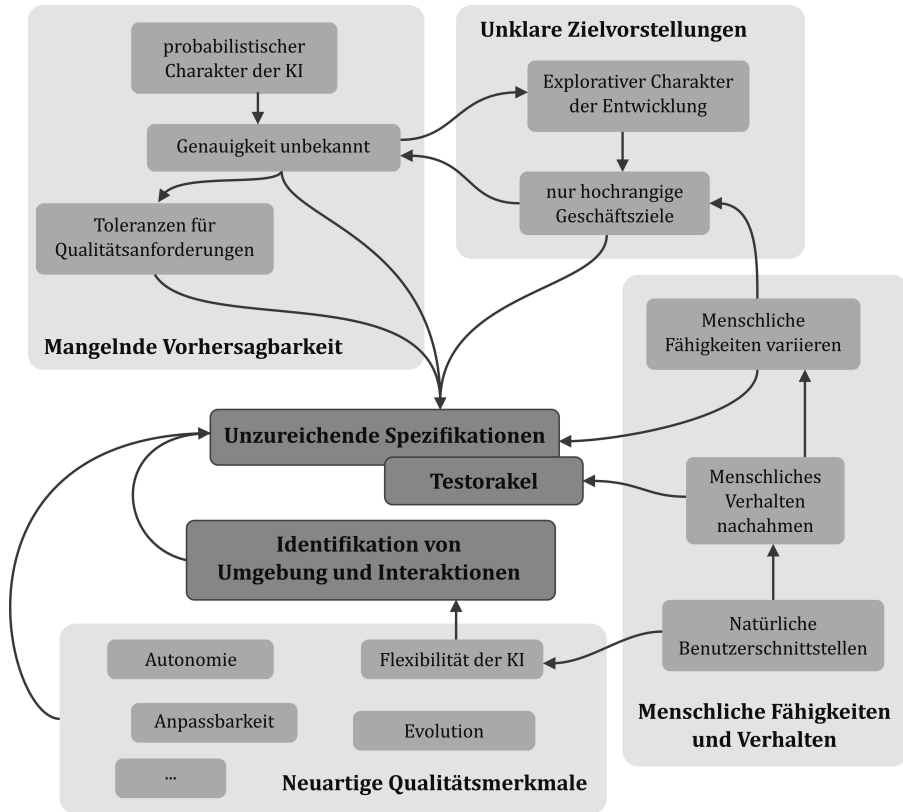 probabilistischer
Charakter der KI
Genauigkeit unbekannt
Toleranzen für
Qualitätsanforderungen
Mangelnde Vorhersagbarkeit
Unklare Zielvorstellungen
Explorativer Charakter
der Entwicklung
nur hochrangige
Geschäftsziele
Menschliche
Fähigkeiten variieren
Menschliches
Verhalten
nachahmen
Natürliche
Benutzerschnittstellen
Menschliche Fähigkeiten
und Verhalten
Unzureichende Spezifikationen
Testorakel
Identifikation von
Umgebung und Interaktionen
Autonomie
Flexibilität der KI
Anpassbarkeit
Evolution
...
Neuartige Qualitätsmerkmale